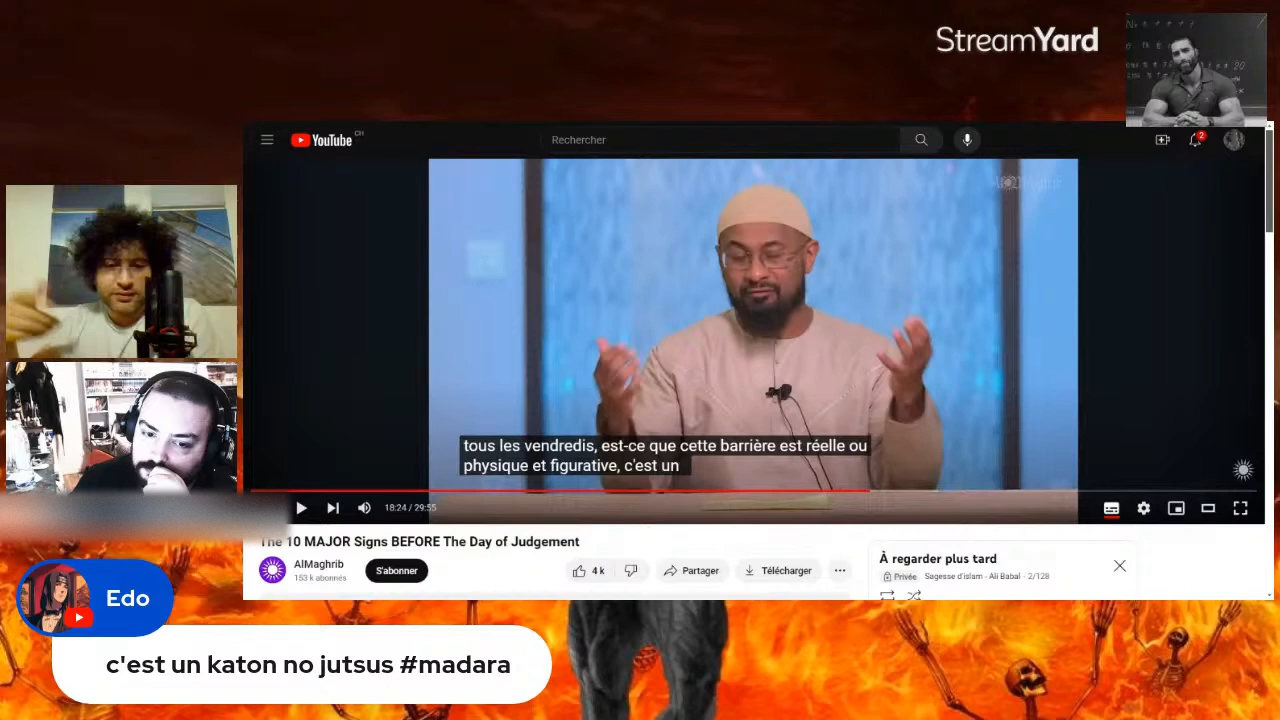 StreamYard
YouTube CH
Rechercher
2
tous les vendredis, est-ce que cette barrière est réelle ou
physique et figurative, c'est un
18:24 / 29:55
The 10 MAJOR Signs BEFORE The Day of Judgement
AlMaghrib
153 k abonnés
S'abonner
4 k
Partager
Télécharger
À regarder plus tard
Privée
Sagesse d'islam - Ali Babal - 2/128
Edo
c'est un katon no jutsus #madara